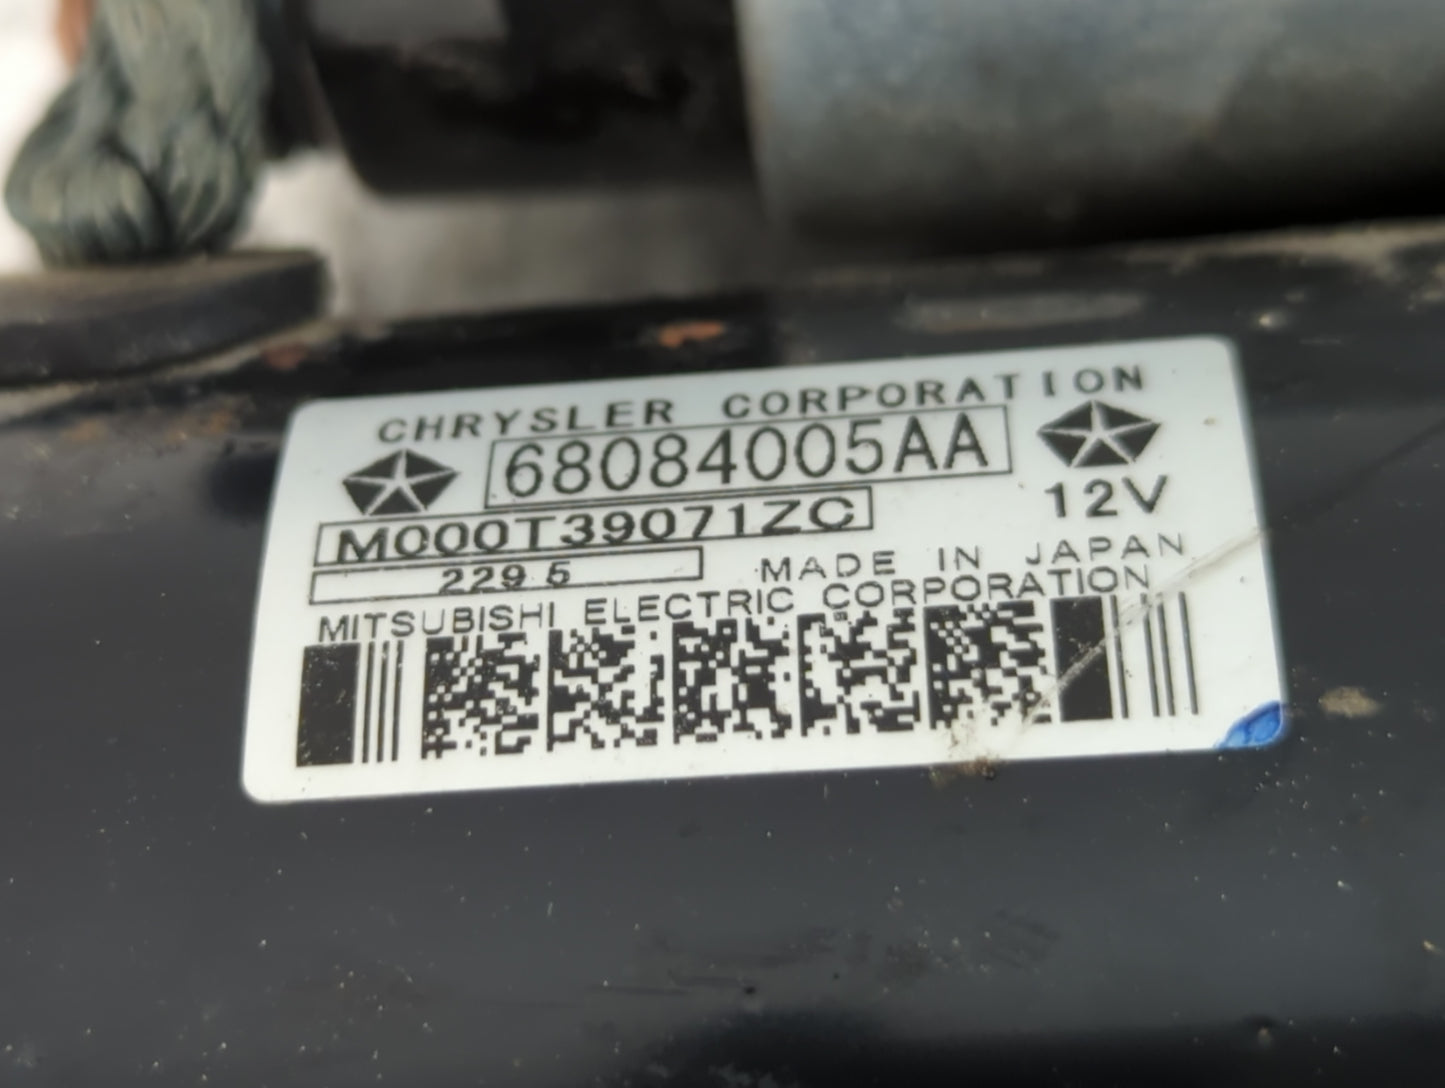 CHRYSLER CORPORATION
68084005AA
12V
M000T39071ZC
229 5
MADE IN JAPAN
MITSUBISHI ELECTRIC CORPORATION